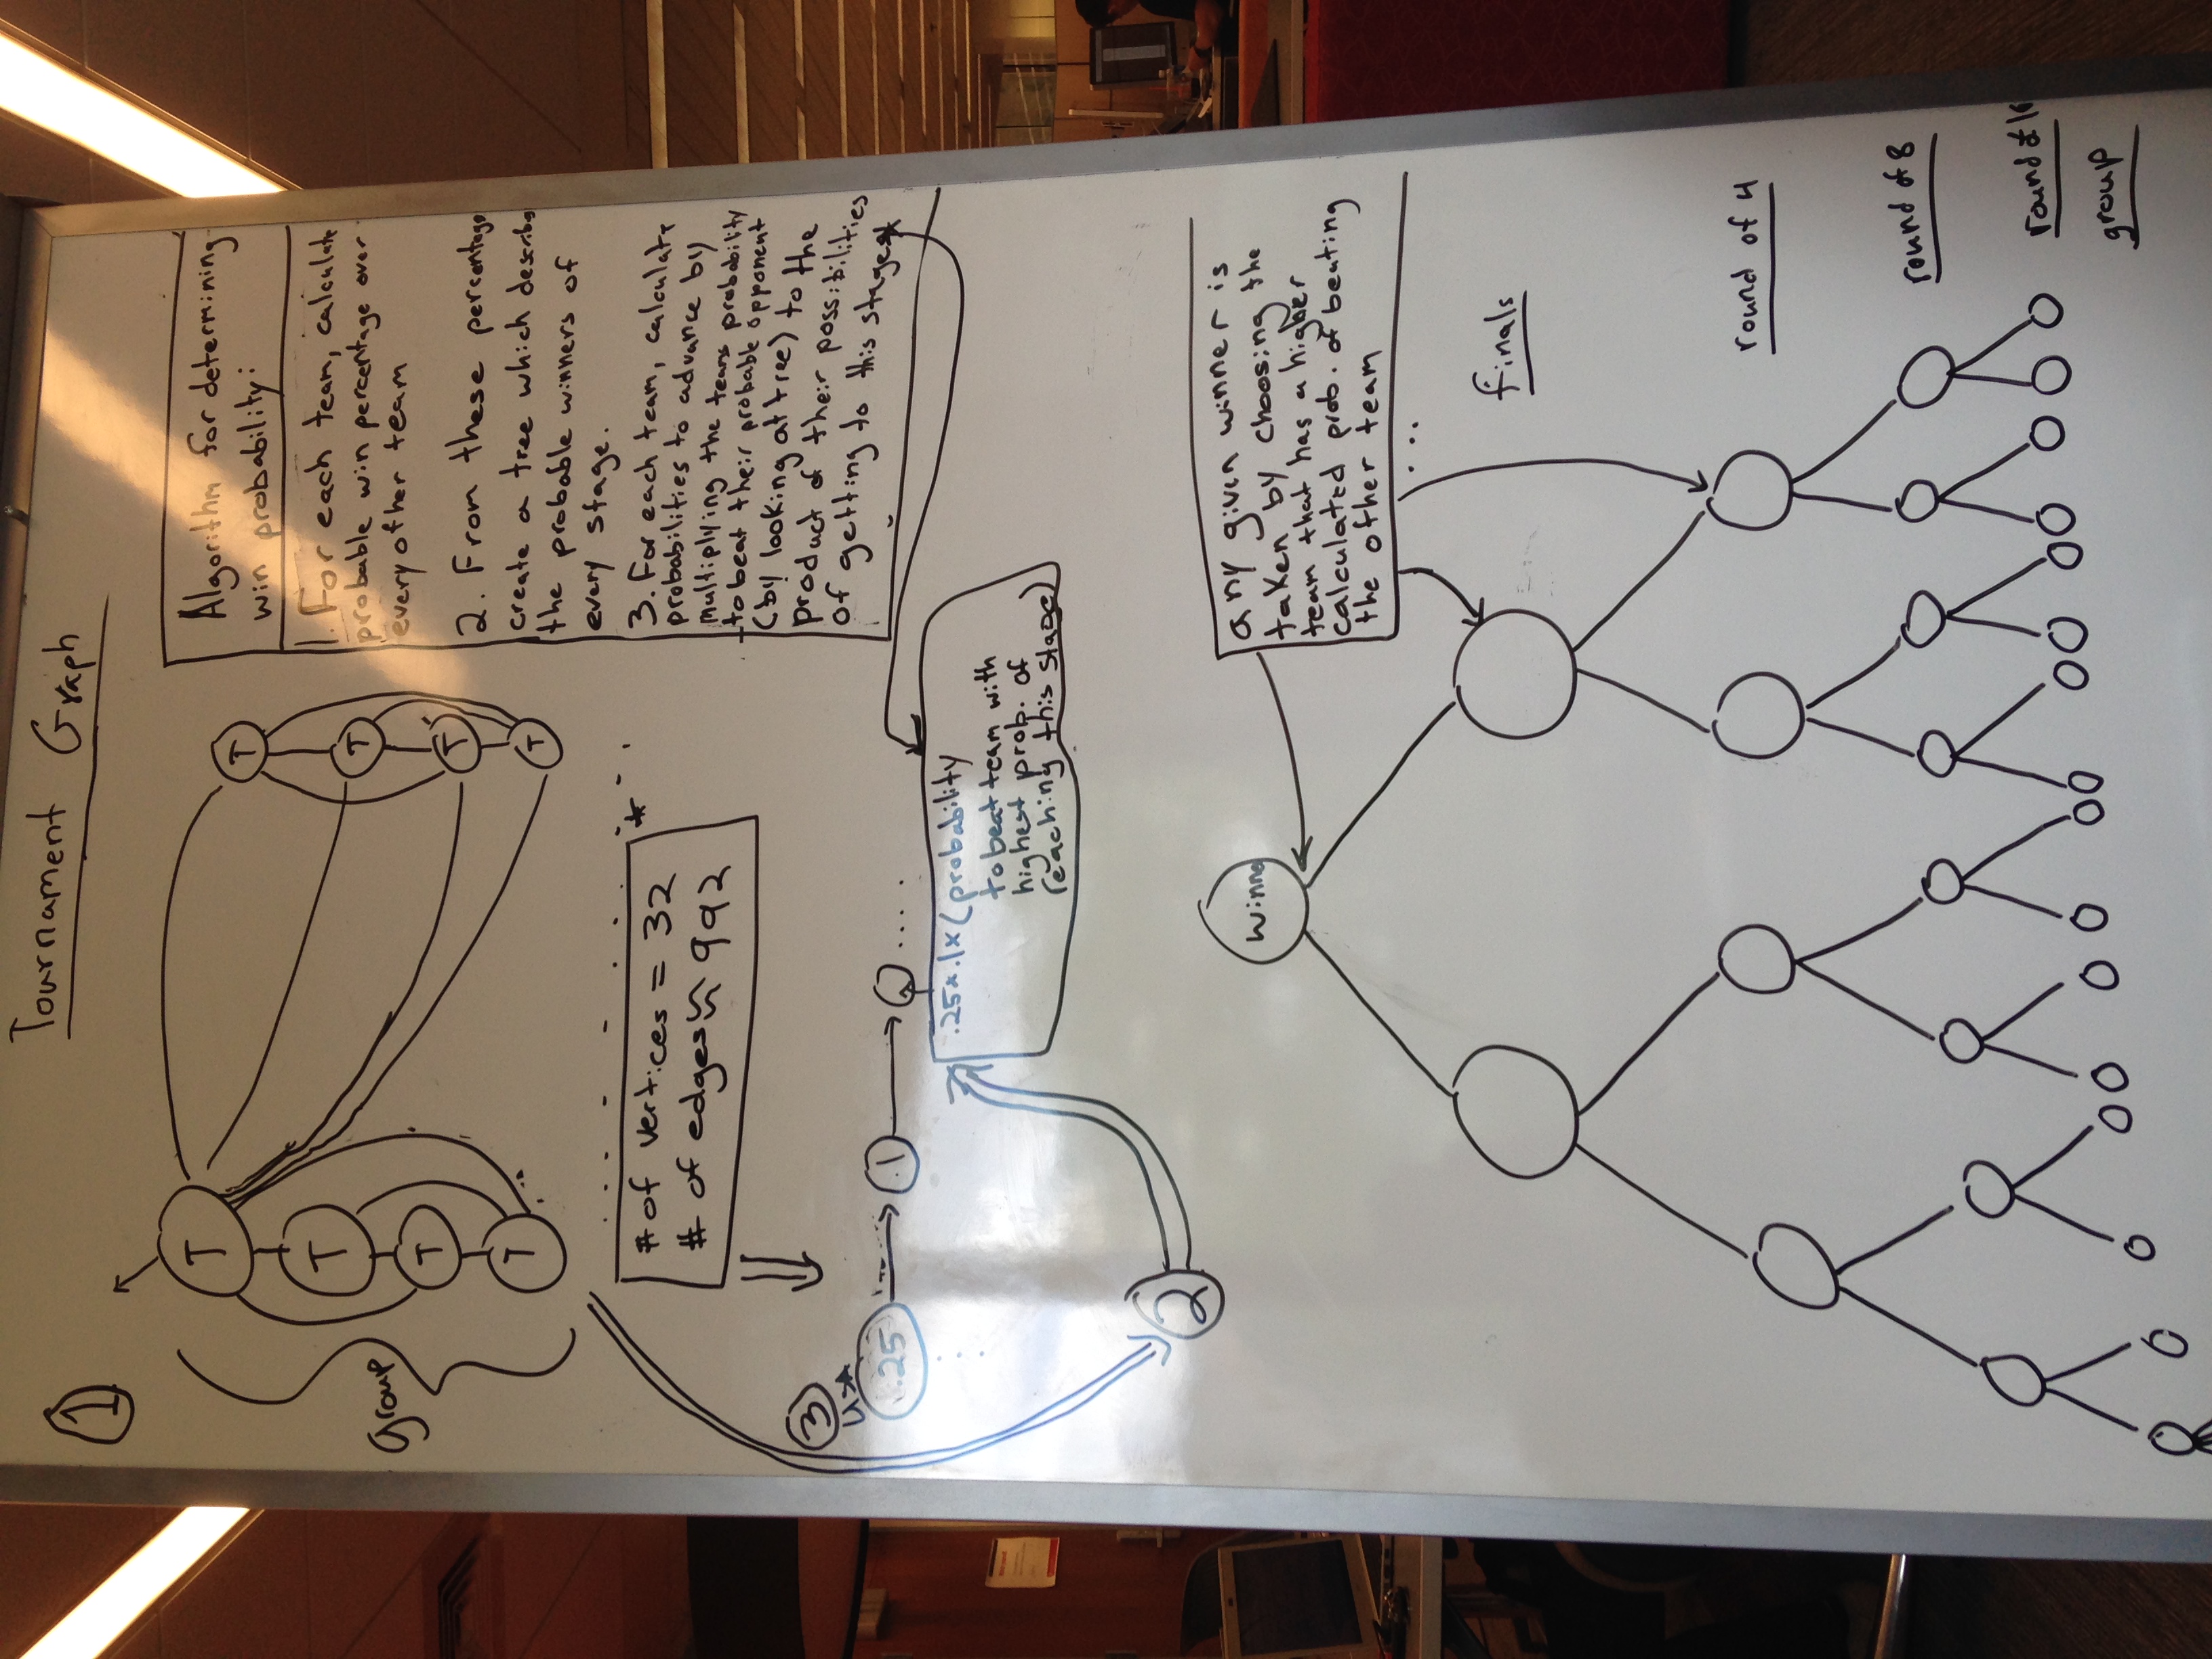 Tournament Graph
1
T
T
T
T
group
T
T
T
T
Algorithm for determining
win probability:
1. For each team, calculate
probable win percentage over
every other team
2. From these percentage
create a tree which describes
the probable winners of
every stage.
3. For each team, calculate
probabilities to advance by
multiplying the teams probability
to beat their probable opponent
(by looking at tree) to the
product of their possibilities
of getting to this stage
# of vertices = 32 *
# of edges ≈ 992
3
.25
.1
.25 x .1 x (probability
to beat team with
highest prob. of
reaching this stage)
2
winne
any given winner is
taken by choosing the
team that has a higher
calculated prob. of beating
the other team
...
finals
round of 4
round of 8
round of 16
group